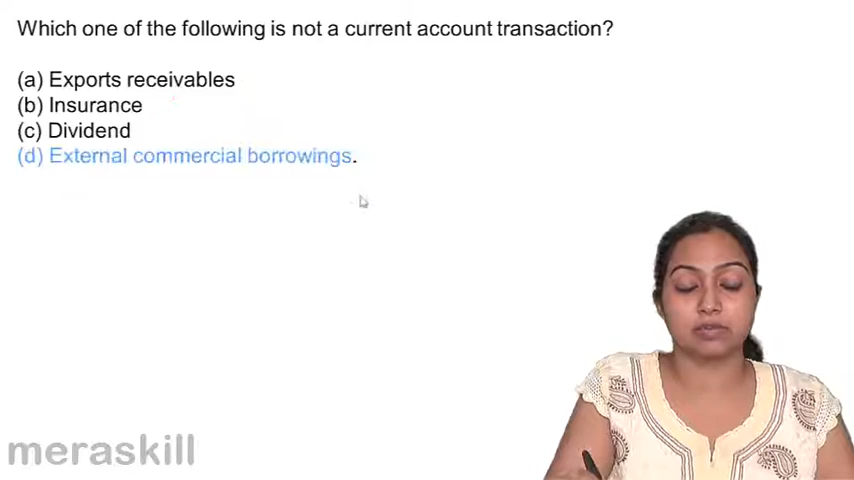 Which one of the following is not a current account transaction?
(a) Exports receivables
(b) Insurance
(c) Dividend
(d) External commercial borrowings.
meraskill